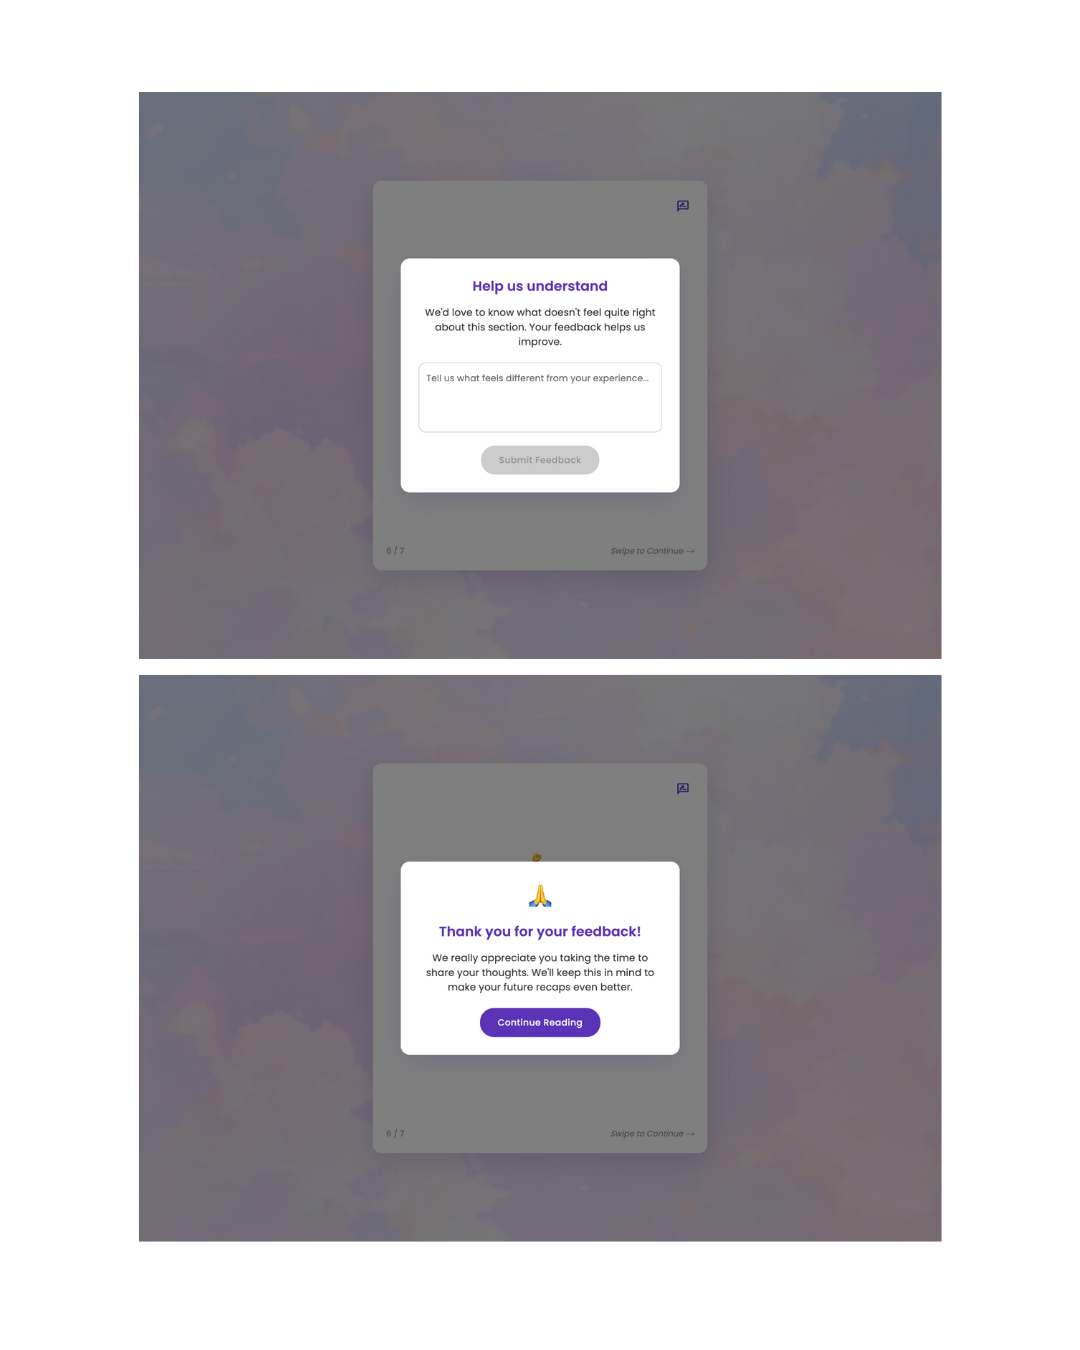 Help us understand
We'd love to know what doesn't feel quite right
about this section. Your feedback helps us
improve.
Tell us what feels different from your experience...
Submit Feedback
6 / 7
Swipe to Continue →
Thank you for your feedback!
We really appreciate you taking the time to
share your thoughts. We'll keep this in mind to
make your future recaps even better.
Continue Reading
6 / 7
Swipe to Continue →